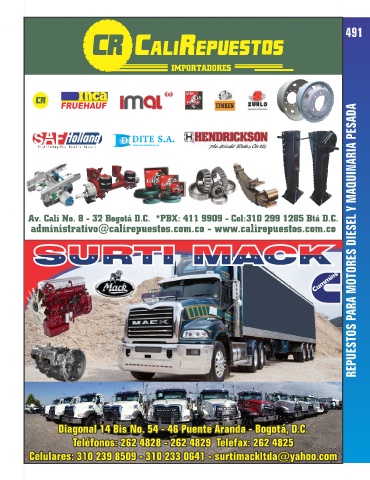 CR CALIREPUESTOS
IMPORTADORES
491
REPUESTOS PARA MOTORES DIESEL Y MAQUINARIA PESADA
CR
inca
FRUEHAUF
imal
TIMKEN
ZURLO
SAF Holland
DITE S.A.
HENDRICKSON
Av. Cali No. 8 - 32 Bogotá D.C. *PBX: 411 9909 - Cel:310 299 1285 Btá D.C.
administrativo@calirepuestos.com.co - www.calirepuestos.com.co
SURTI MACK
Mack
Cummins
MACK
Diagonal 14 Bis No. 54 - 46 Puente Aranda - Bogotá, D.C.
Teléfonos: 262 4828 - 262 4829 Telefax: 262 4825
Celulares: 310 239 8509 - 310 233 0641 - surtimackltda@yahoo.com